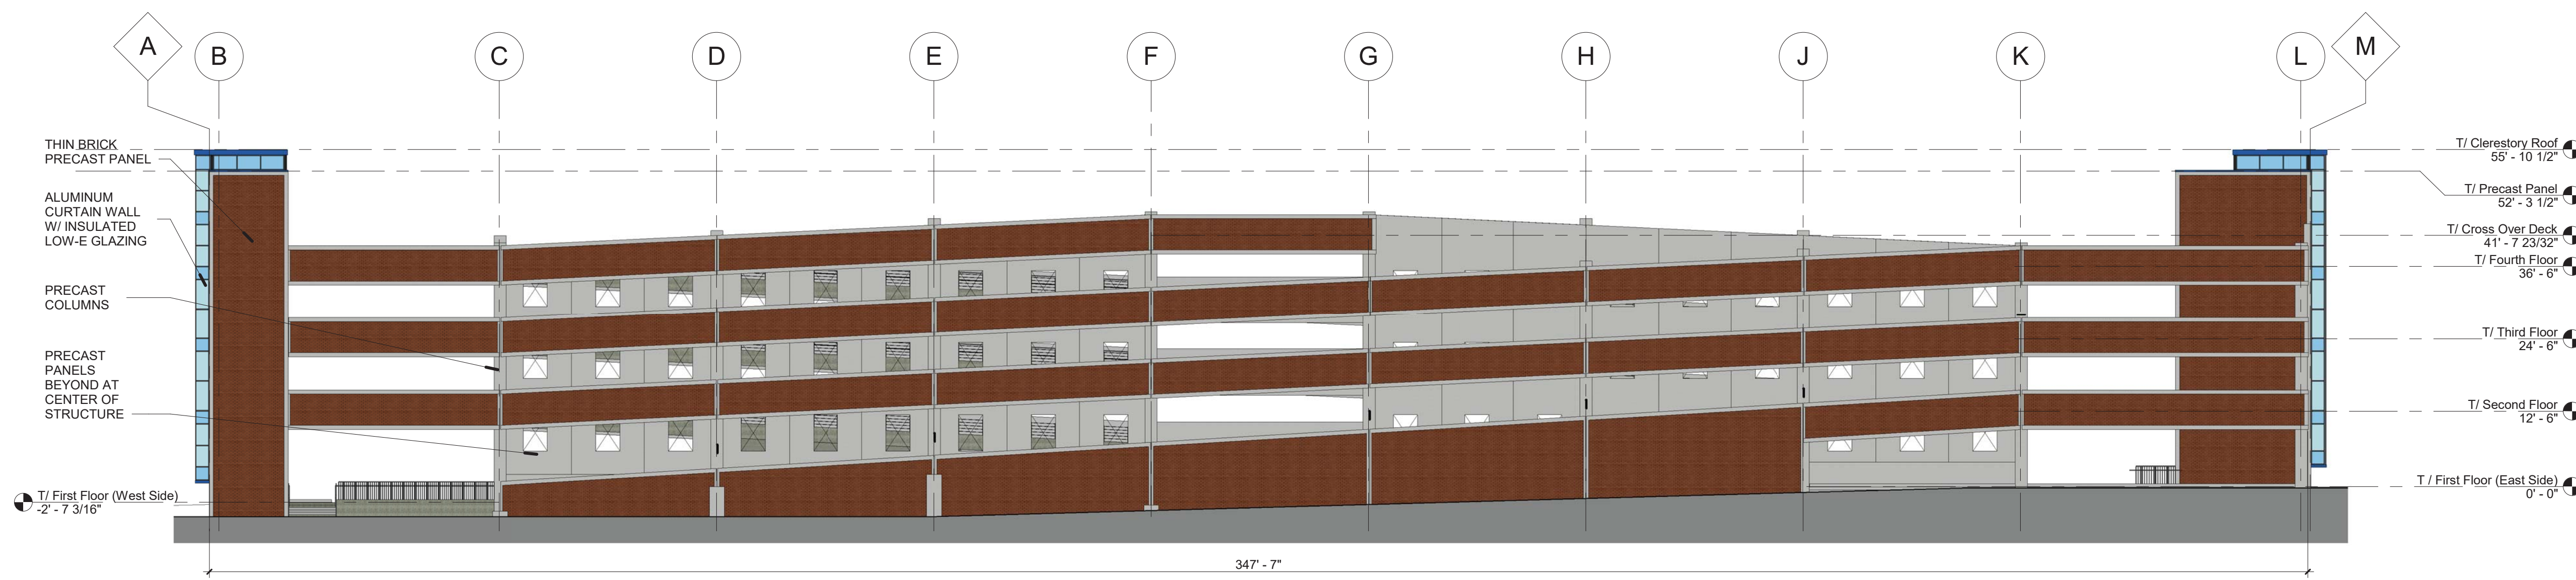 A
B
C
D
E
F
G
H
J
K
L
M
THIN BRICK
PRECAST PANEL
ALUMINUM
CURTAIN WALL
W/ INSULATED
LOW-E GLAZING
PRECAST
COLUMNS
PRECAST
PANELS
BEYOND AT
CENTER OF
STRUCTURE
T/ First Floor (West Side)
-2' - 7 3/16"
T/ Clerestory Roof
55' - 10 1/2"
T/ Precast Panel
52' - 3 1/2"
T/ Cross Over Deck
41' - 7 23/32"
T/ Fourth Floor
36' - 6"
T/ Third Floor
24' - 6"
T/ Second Floor
12' - 6"
T / First Floor (East Side)
0' - 0"
347' - 7"